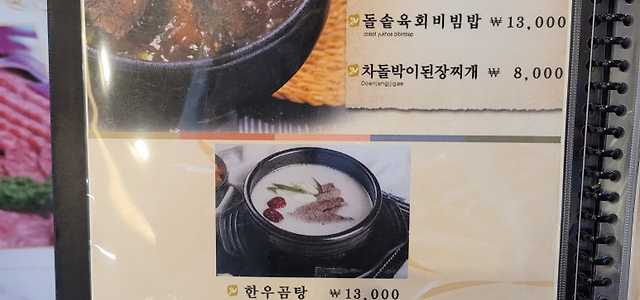 돌솥육회비빔밥 ₩13,000
dolsot yukhoe bibimbap
차돌박이된장찌개 ₩ 8,000
Doenjangjjigae
한우곰탕 ₩13,000